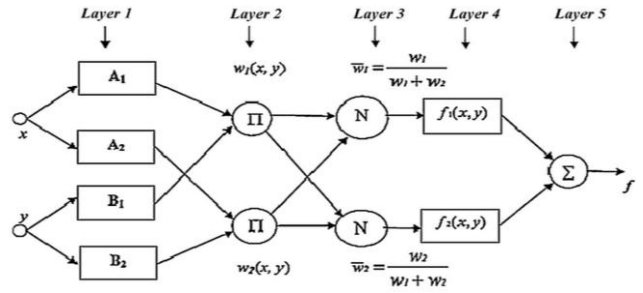 Layer 1 Layer 2 Layer 3 Layer 4 Layer 5
w₁(x, y)
w̅₁ = w₁ / w₁ + w₂
A₁
x
A₂
y
B₁
B₂
Π
Π
N
N
f₁(x,y)
f₂(x,y)
Σ
f
w₂(x, y)
w̅₂ = w₂ / w₁ + w₂